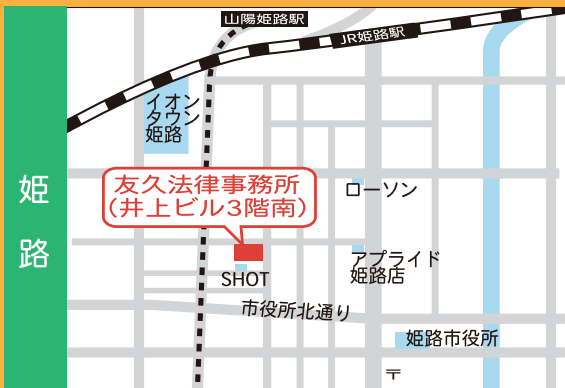 山陽姫路駅
JR姫路駅
イオン
タウン
姫路
姫
路
友久法律事務所
(井上ビル3階南)
ローソン
アプライド
姫路店
SHOT
市役所北通り
姫路市役所
〒